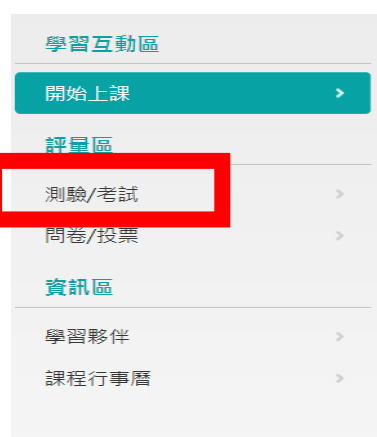 學習互動區
開始上課
評量區
測驗/考試
問卷/投票
資訊區
學習夥伴
課程行事曆